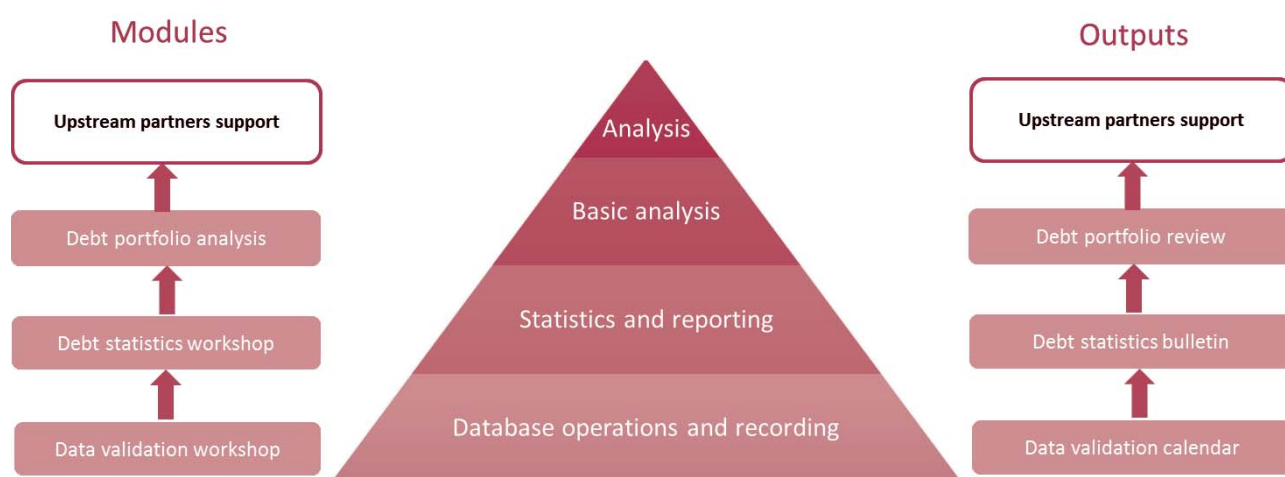 Modules
Upstream partners support
Debt portfolio analysis
Debt statistics workshop
Data validation workshop
Analysis
Basic analysis
Statistics and reporting
Database operations and recording
Outputs
Upstream partners support
Debt portfolio review
Debt statistics bulletin
Data validation calendar